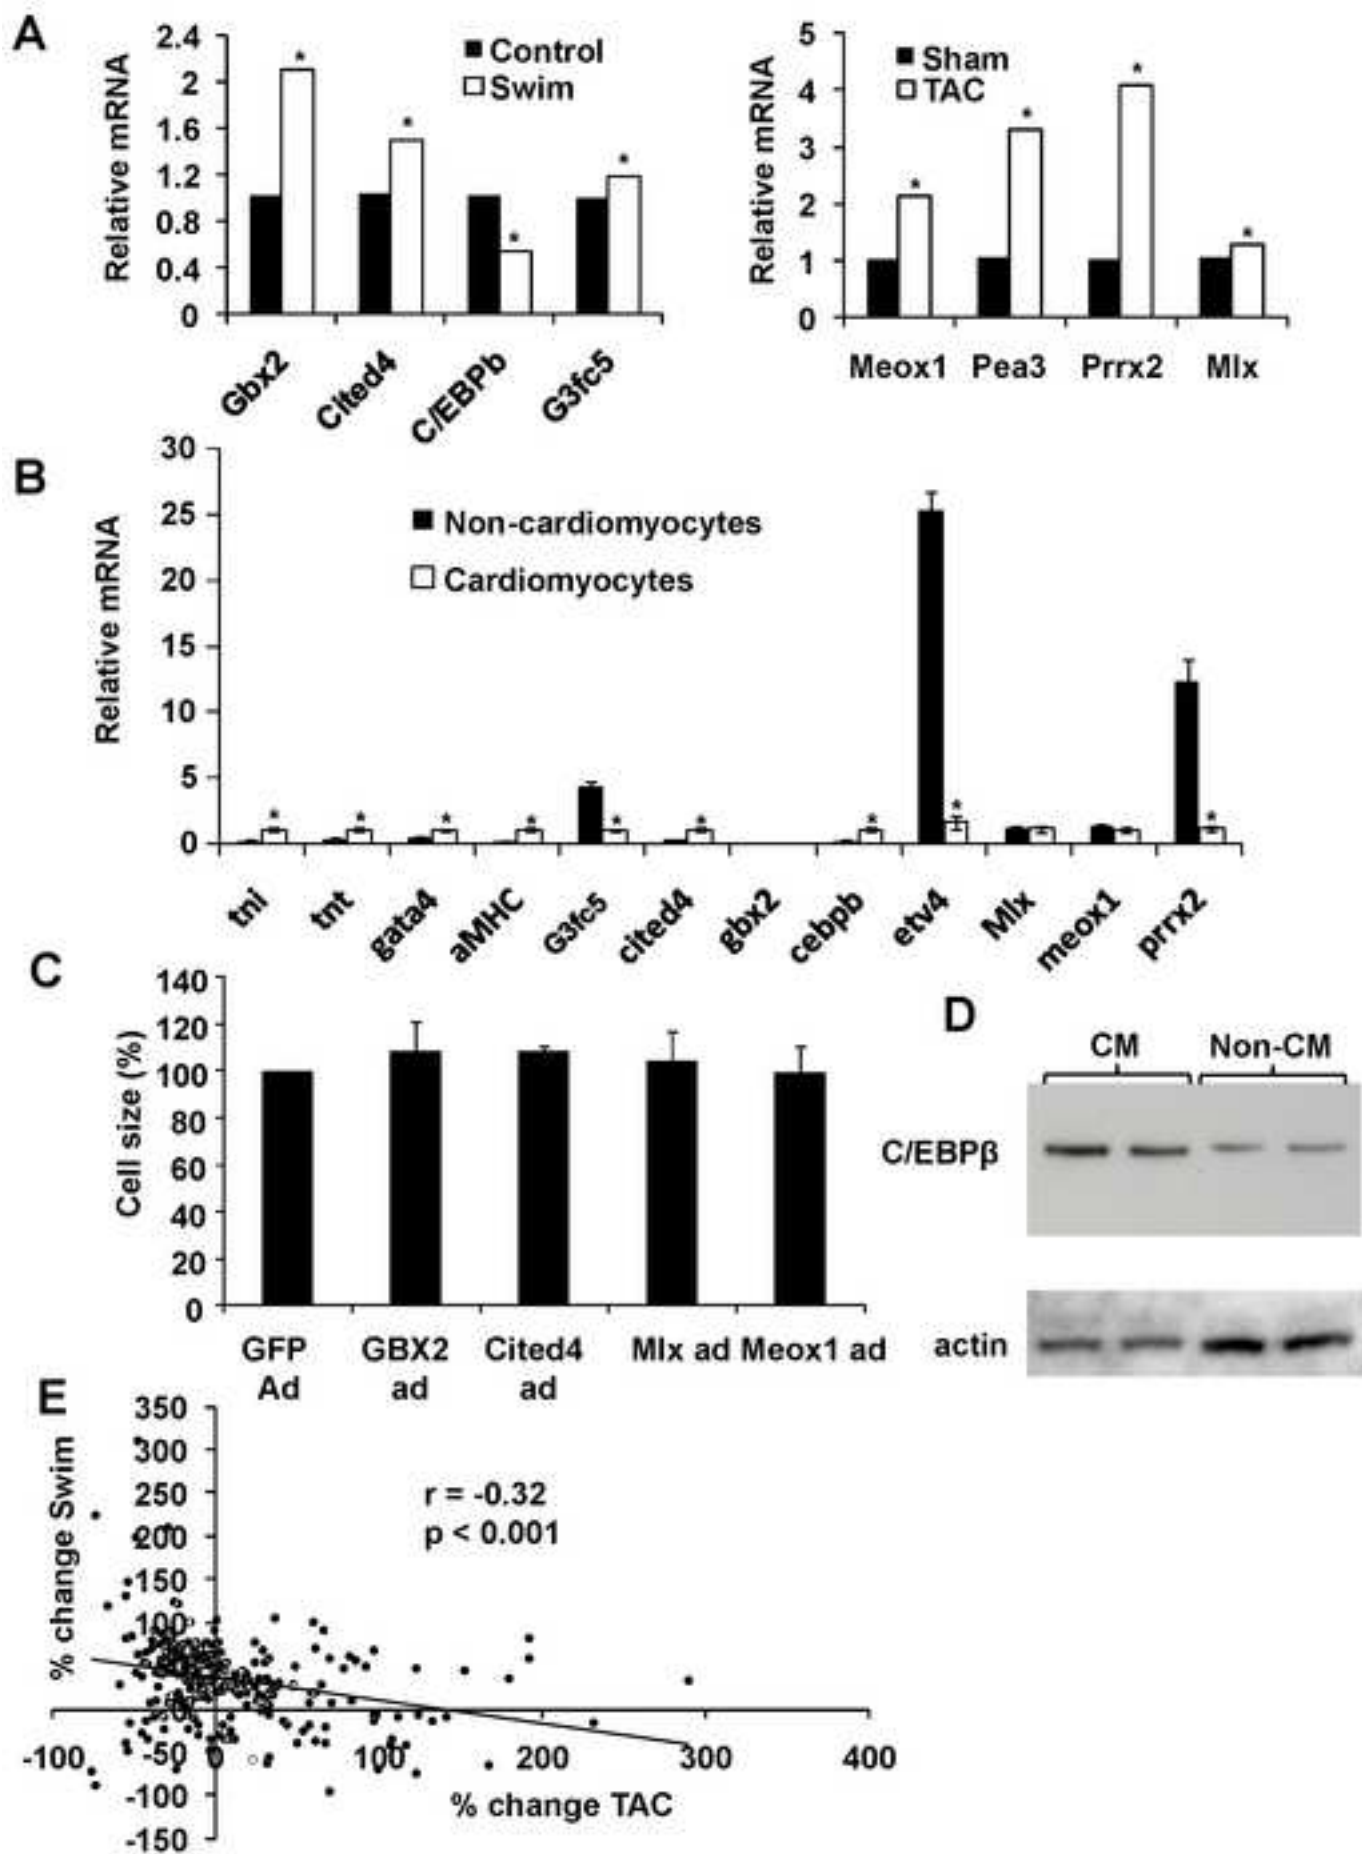 A
2.4
2
1.6
1.2
0.8
0.4
0
Relative mRNA
Control
Swim
* * * *
Gbx2 Cited4 C/EBPb G3fc5
5
4
3
2
1
0
Relative mRNA
Sham
TAC
* * * *
Meox1 Pea3 Prrx2 Mlx
B
30
25
20
15
10
5
0
Relative mRNA
Non-cardiomyocytes
Cardiomyocytes
* * * * * * * * *
tni tnt gata4 aMHC G3fc5 cited4 gbx2 cebpb etv4 Mlx meox1 prrx2
C
140
120
100
80
60
40
20
0
Cell size (%)
GFP GBX2 Cited4 Mlx ad Meox1 ad
Ad ad ad
D
CM Non-CM
C/EBPβ
actin
E
350
300
250
200
150
100
50
0
-50
-100
-150
% change Swim
r = -0.32
p < 0.001
-100 0 100 200 300 400
% change TAC